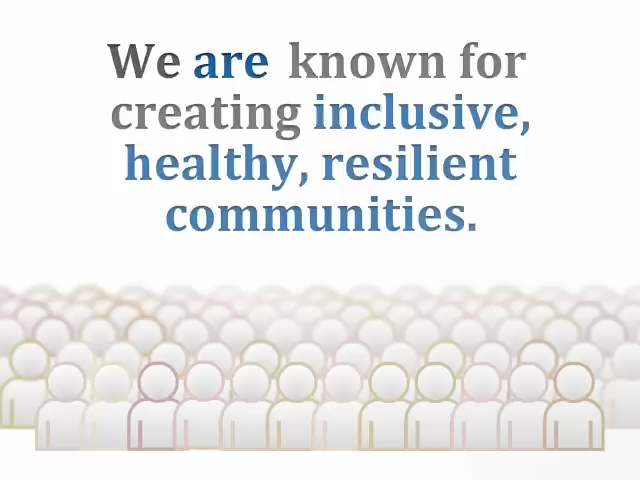 We are known for
creating inclusive,
healthy, resilient
communities.